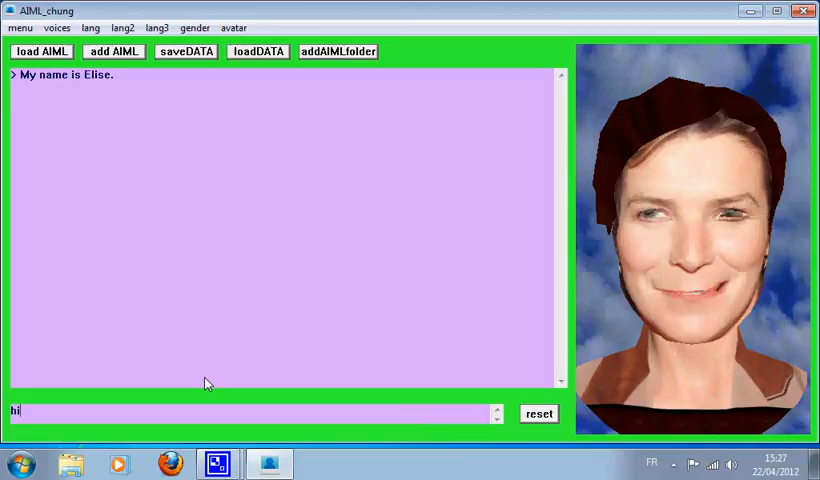 AIML_chung
menu voices lang lang2 lang3 gender avatar
load AIML add AIML saveDATA loadDATA addAIMLfolder
> My name is Elise.
hi
reset
FR 15:27
22/04/2012